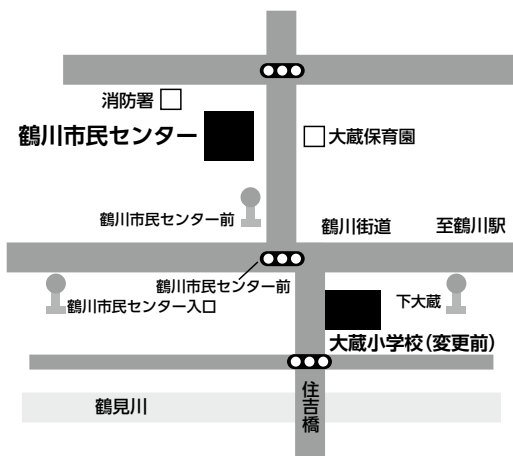 消防署
鶴川市民センター
大蔵保育園
鶴川市民センター前
鶴川街道
至鶴川駅
鶴川市民センター前
鶴川市民センター入口
下大蔵
大蔵小学校(変更前)
住吉橋
鶴見川